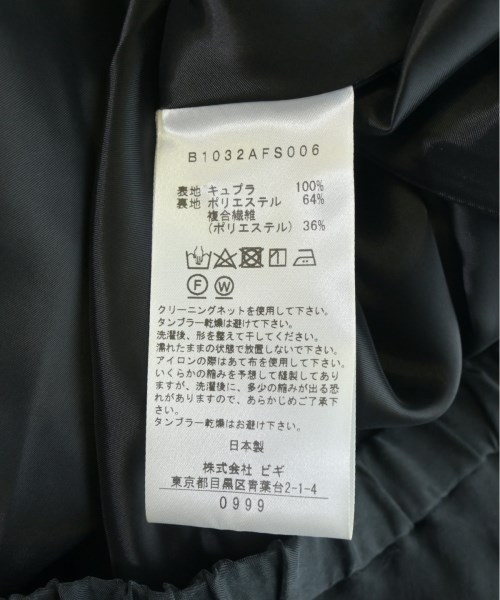 B1032AFS006
表地 キュプラ 100%
裏地 ポリエステル 64%
複合繊維
(ポリエステル) 36%
F W
クリーニングネットを使用して下さい。
タンブラー乾燥は避けて下さい。
洗濯後、形を整えて干してください。
濡れたままの状態で放置しないで下さい。
アイロンの際はあて布を使用して下さい。
いくらかの縮みを予想して縫製してあり
ますが、洗濯後に、多少の縮みが出る恐
れがありますので、あらかじめご了承下
さい。
タンブラー乾燥はお避け下さい。
日本製
株式会社 ビギ
東京都目黒区青葉台2-1-4
0999